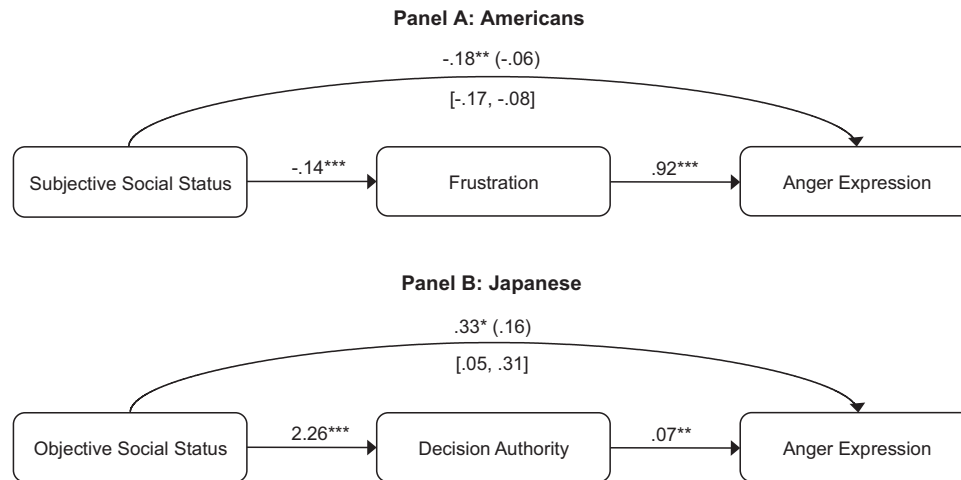 Panel A: Americans
-.18** (-.06)
[-.17, -.08]
Subjective Social Status
-.14***
Frustration
.92***
Anger Expression
Panel B: Japanese
.33* (.16)
[.05, .31]
Objective Social Status
2.26***
Decision Authority
.07**
Anger Expression